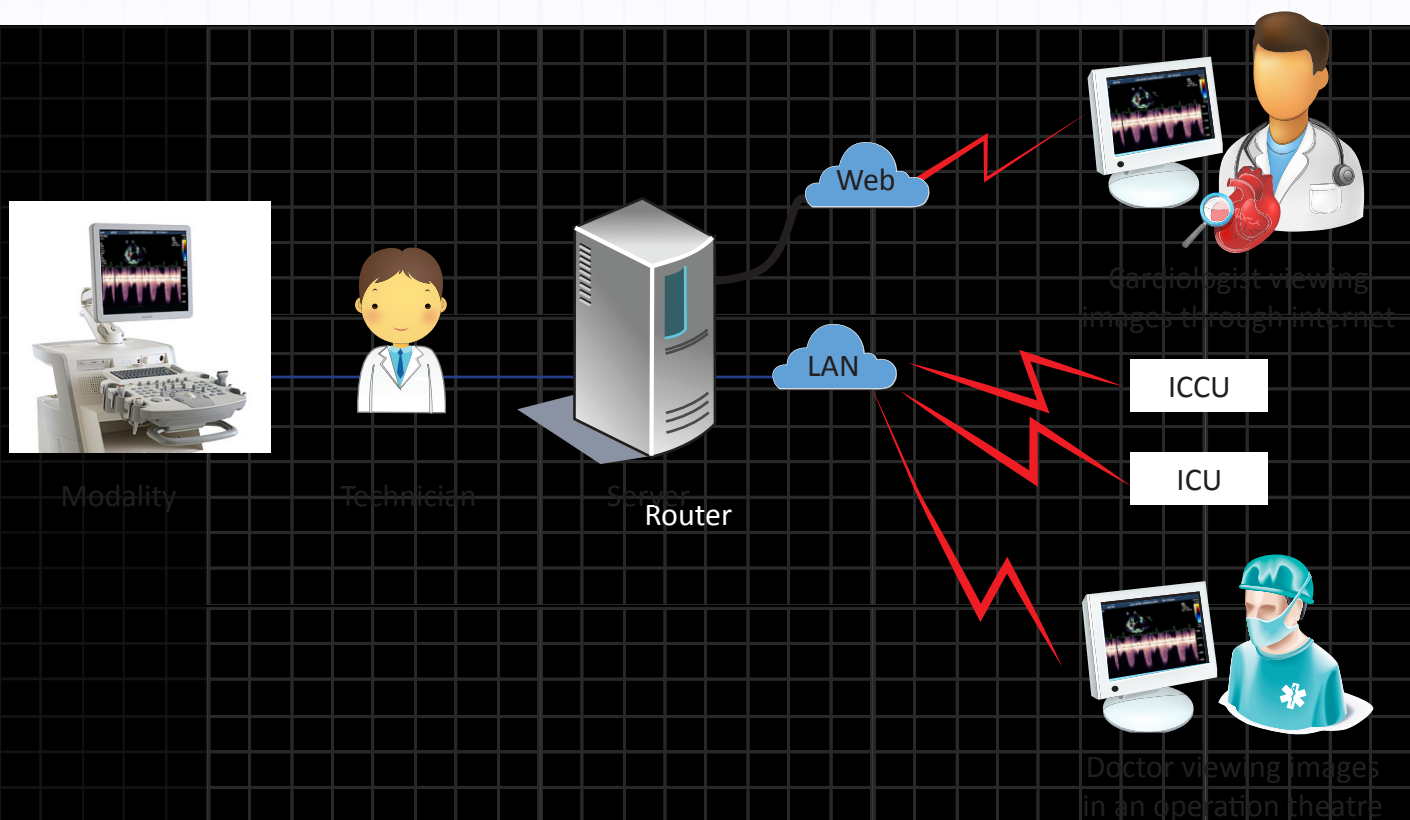 Web
Cardiologist viewing
images through internet
LAN
ICCU
ICU
Modality
Technician
Server
Router
Doctor viewing images
in an operation theatre